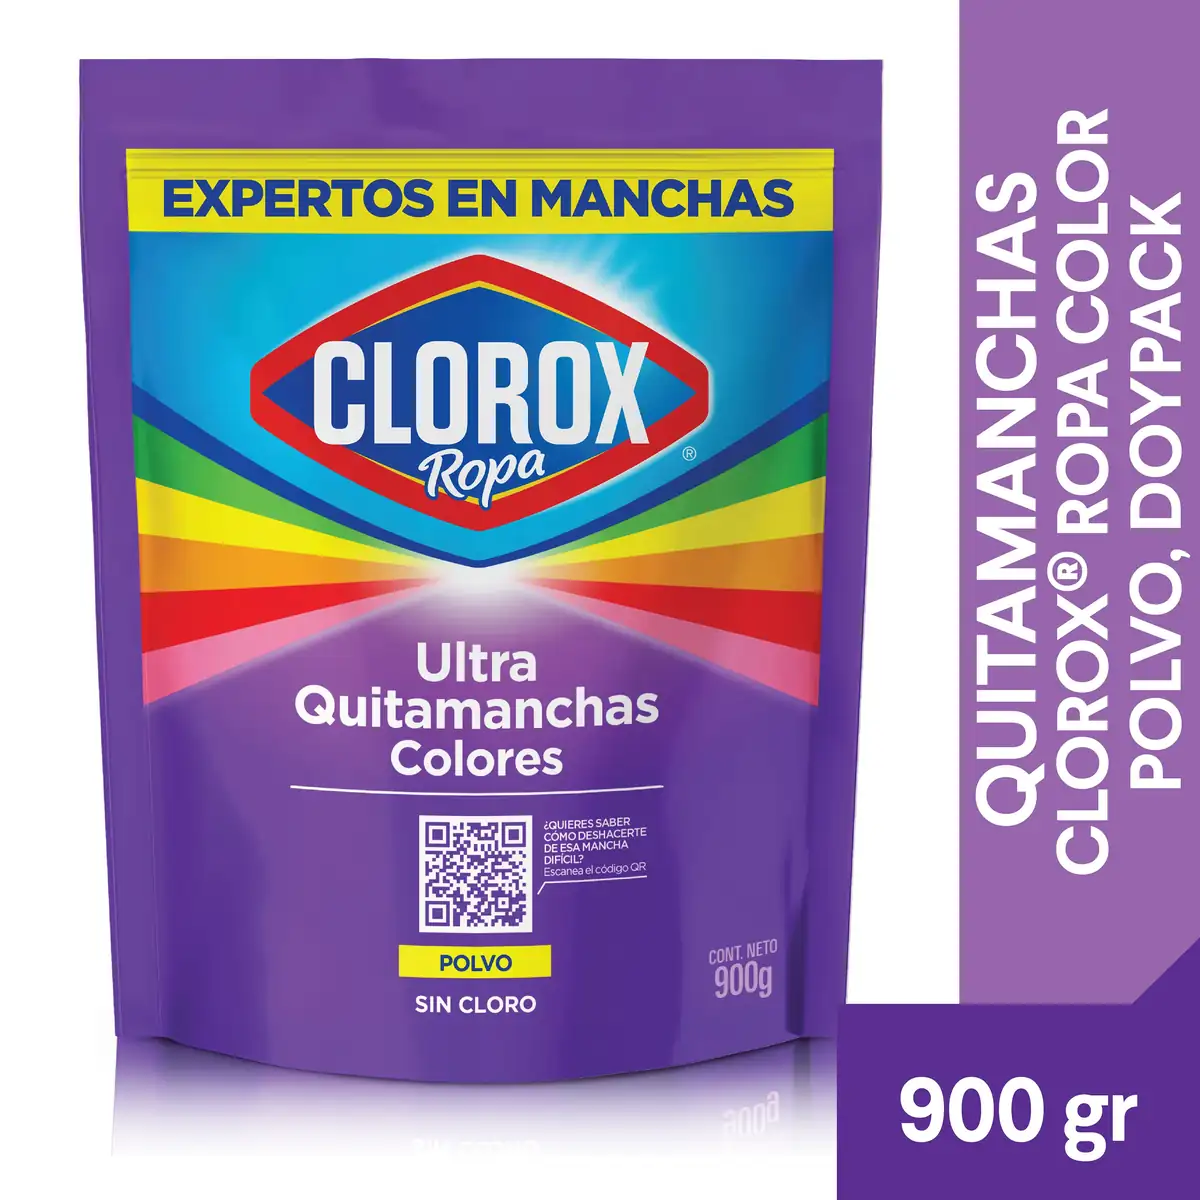 EXPERTOS EN MANCHAS
CLOROX
Ropa
®
Ultra
Quitamanchas
Colores
¿QUIERES SABER
CÓMO DESHACERTE
DE ESA MANCHA
DIFÍCIL?
Escanea el código QR
POLVO
SIN CLORO
CONT. NETO
900g
QUITAMANCHAS
CLOROX® ROPA COLOR
POLVO, DOYPACK
900 gr